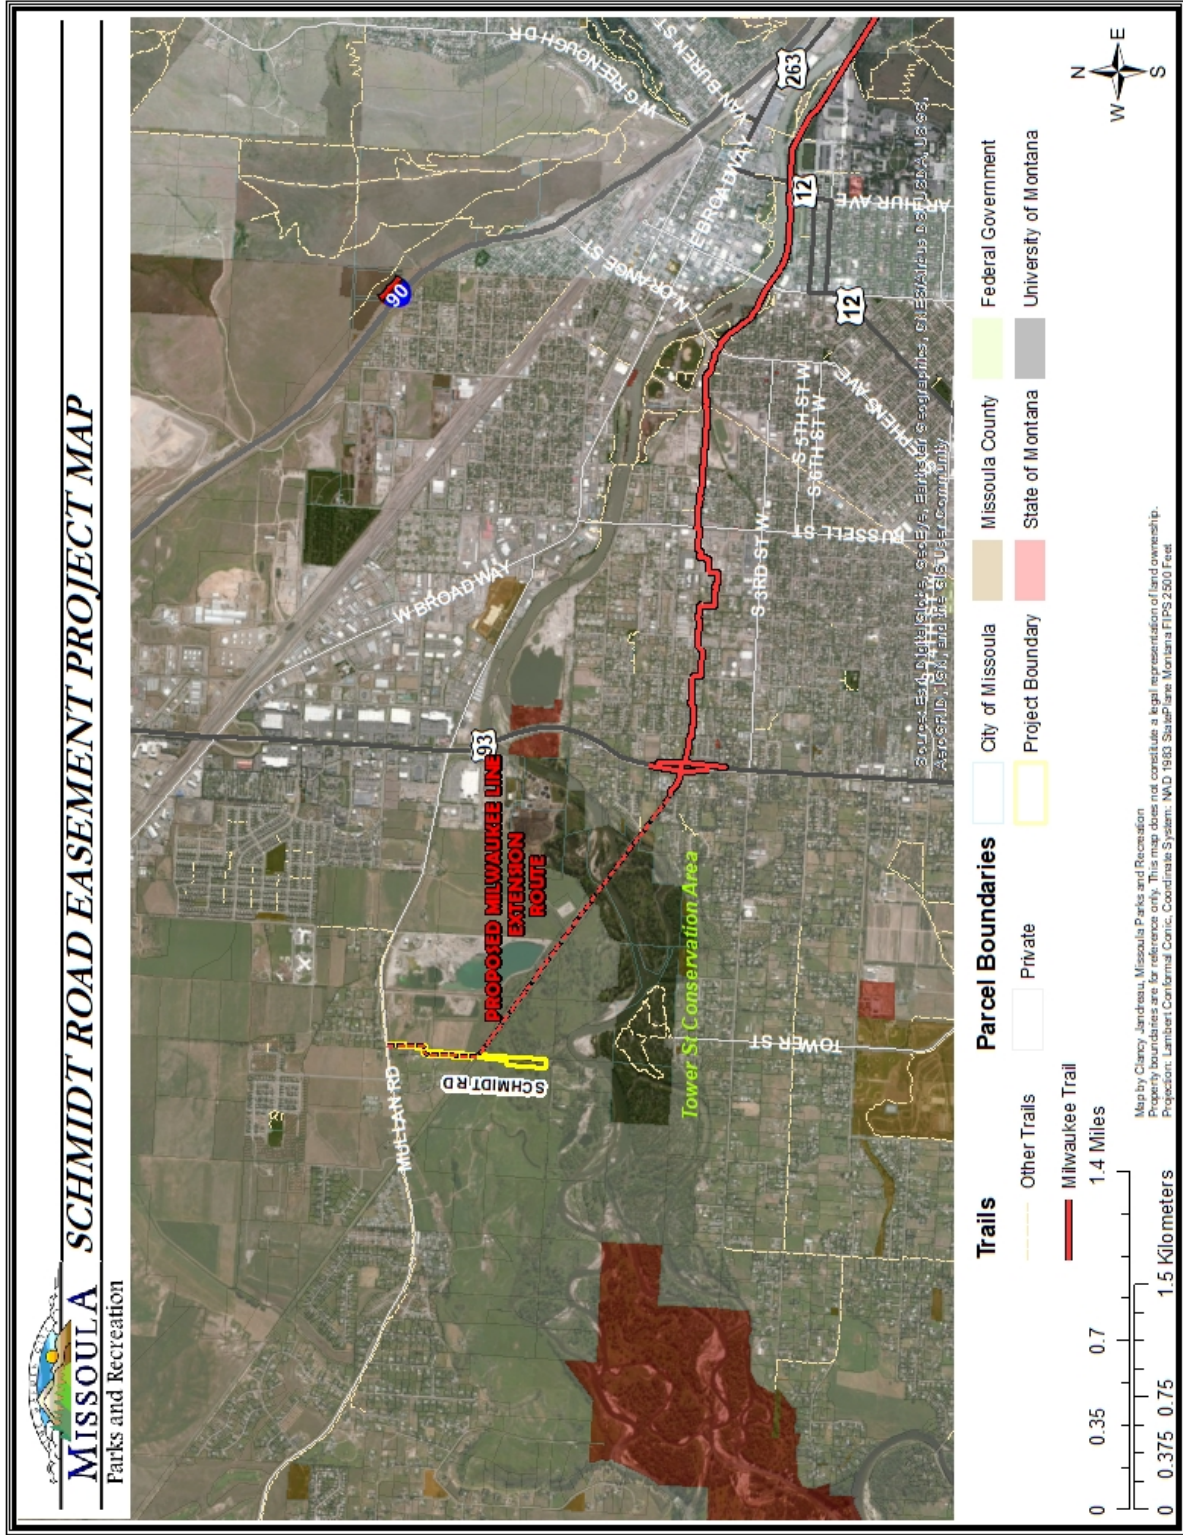 MISSOULA
Parks and Recreation
SCHMIDT ROAD EASEMENT PROJECT MAP
W GREENOUGH DR
VAN BUREN ST
263
90
E BROADWAY
N ORANGE ST
12
ARTHUR AVE
12
W BROADWAY
S 5TH ST W
S 6TH ST W
STEPHENS AVE
RUSSELL ST
S 3RD ST W
93
PROPOSED MILWAUKEE LINE
EXTENSION
ROUTE
MULLAN RD
SCHMIDT RD
Tower St Conservation Area
TOWER ST
Trails
Other Trails
Milwaukee Trail
Parcel Boundaries
Private
City of Missoula
Project Boundary
Missoula County
State of Montana
Federal Government
University of Montana
N
W
E
S
0 0.35 0.7 1.4 Miles
0 0.375 0.75 1.5 Kilometers
Map by Clancy Jandreau, Missoula Parks and Recreation
Property boundaries are for reference only. This map does not constitute a legal representation of land ownership.
Projection: Lambert Conformal Conic, Coordinate System: NAD 1983 StatePlane Montana FIPS 2500 Feet